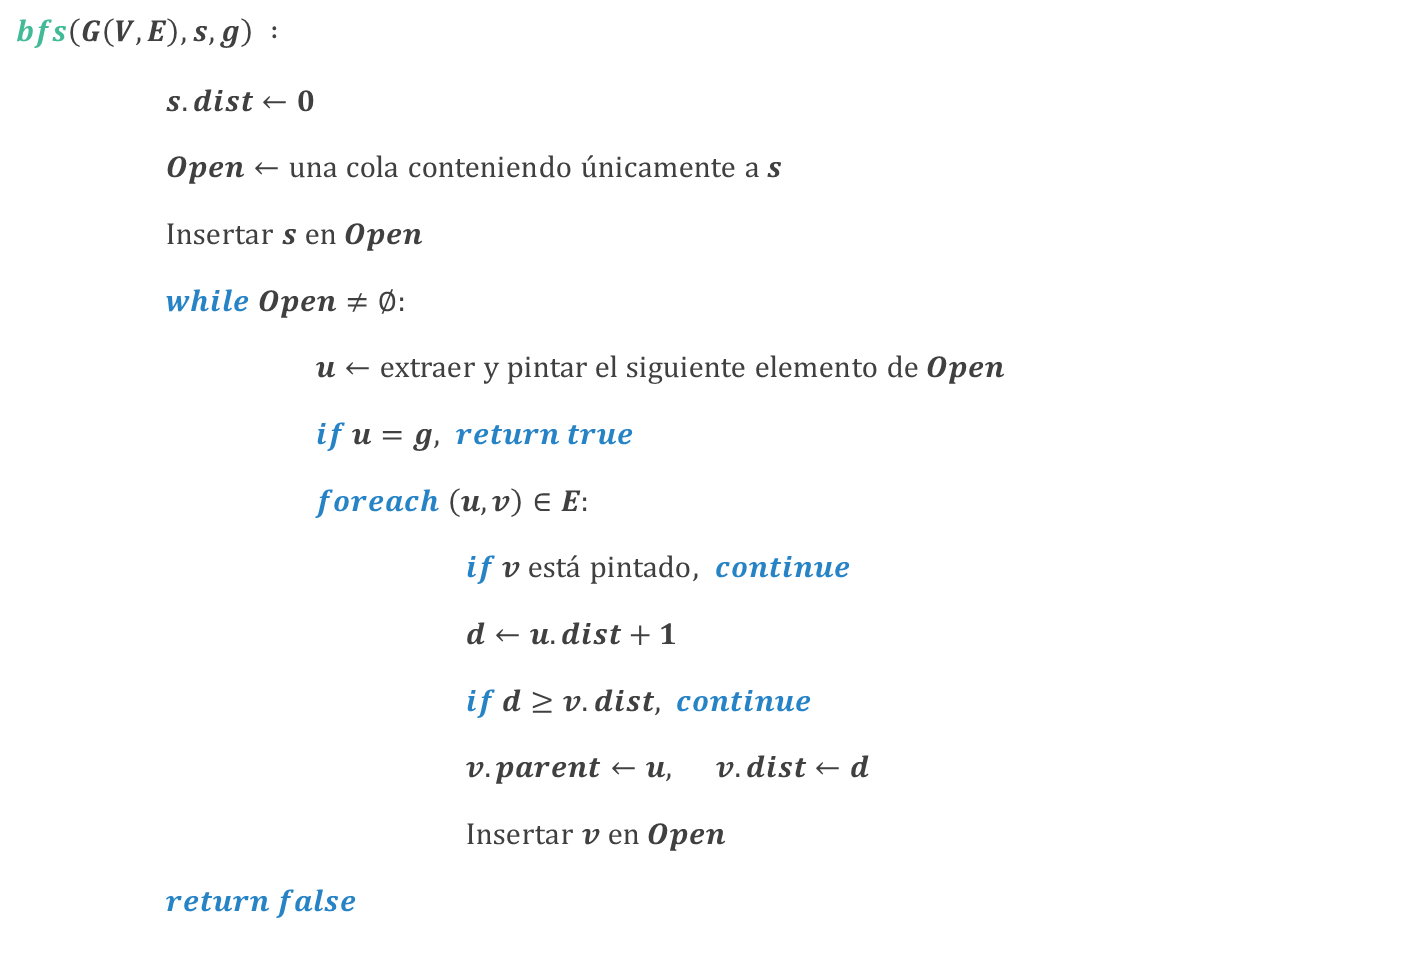 bfs(G(V, E), s, g) :
s.dist ← 0
Open ← una cola conteniendo únicamente a s
Insertar s en Open
while Open ≠ ∅:
u ← extraer y pintar el siguiente elemento de Open
if u = g, return true
foreach (u, v) ∈ E:
if v está pintado, continue
d ← u.dist + 1
if d ≥ v.dist, continue
v.parent ← u, v.dist ← d
Insertar v en Open
return false